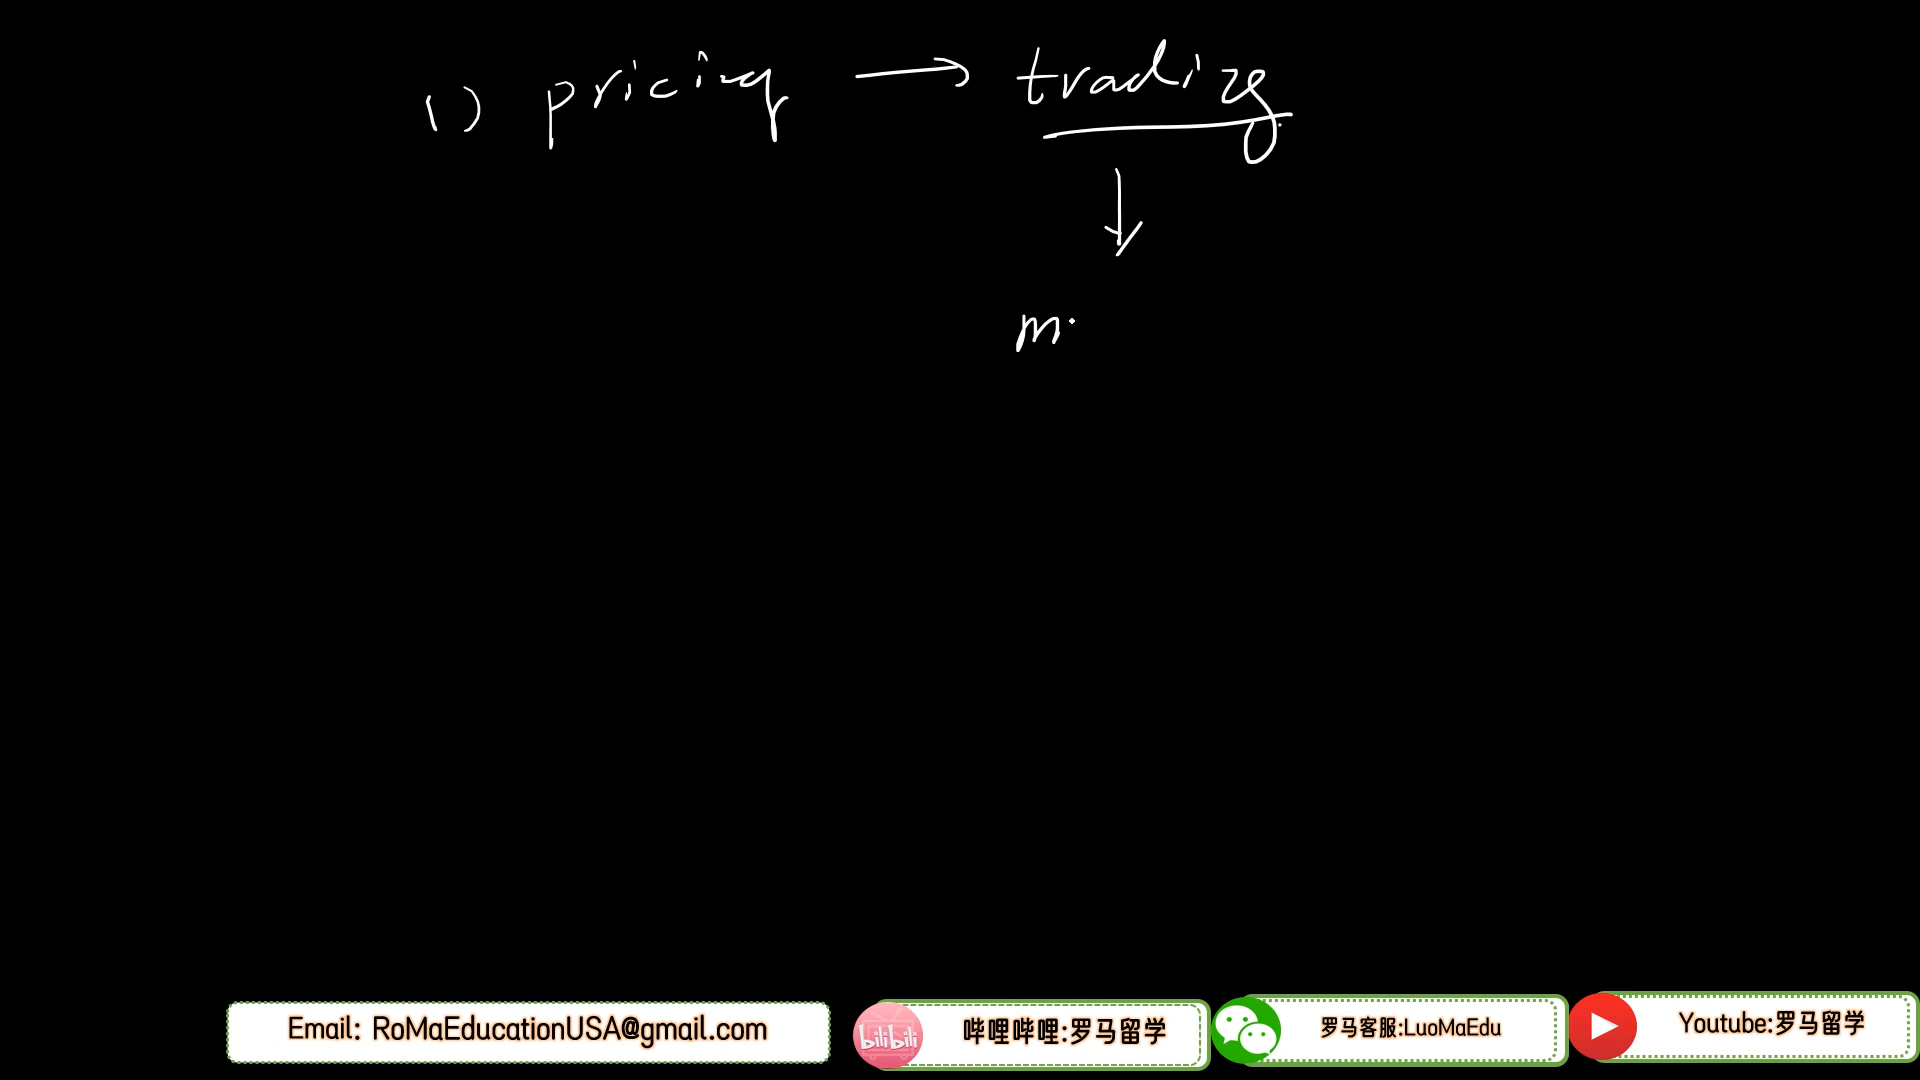 1) pricing → trading
↓
m
Email: RoMaEducationUSA@gmail.com
bilibili
哔哩哔哩:罗马留学
罗马客服:LuoMaEdu
Youtube:罗马留学